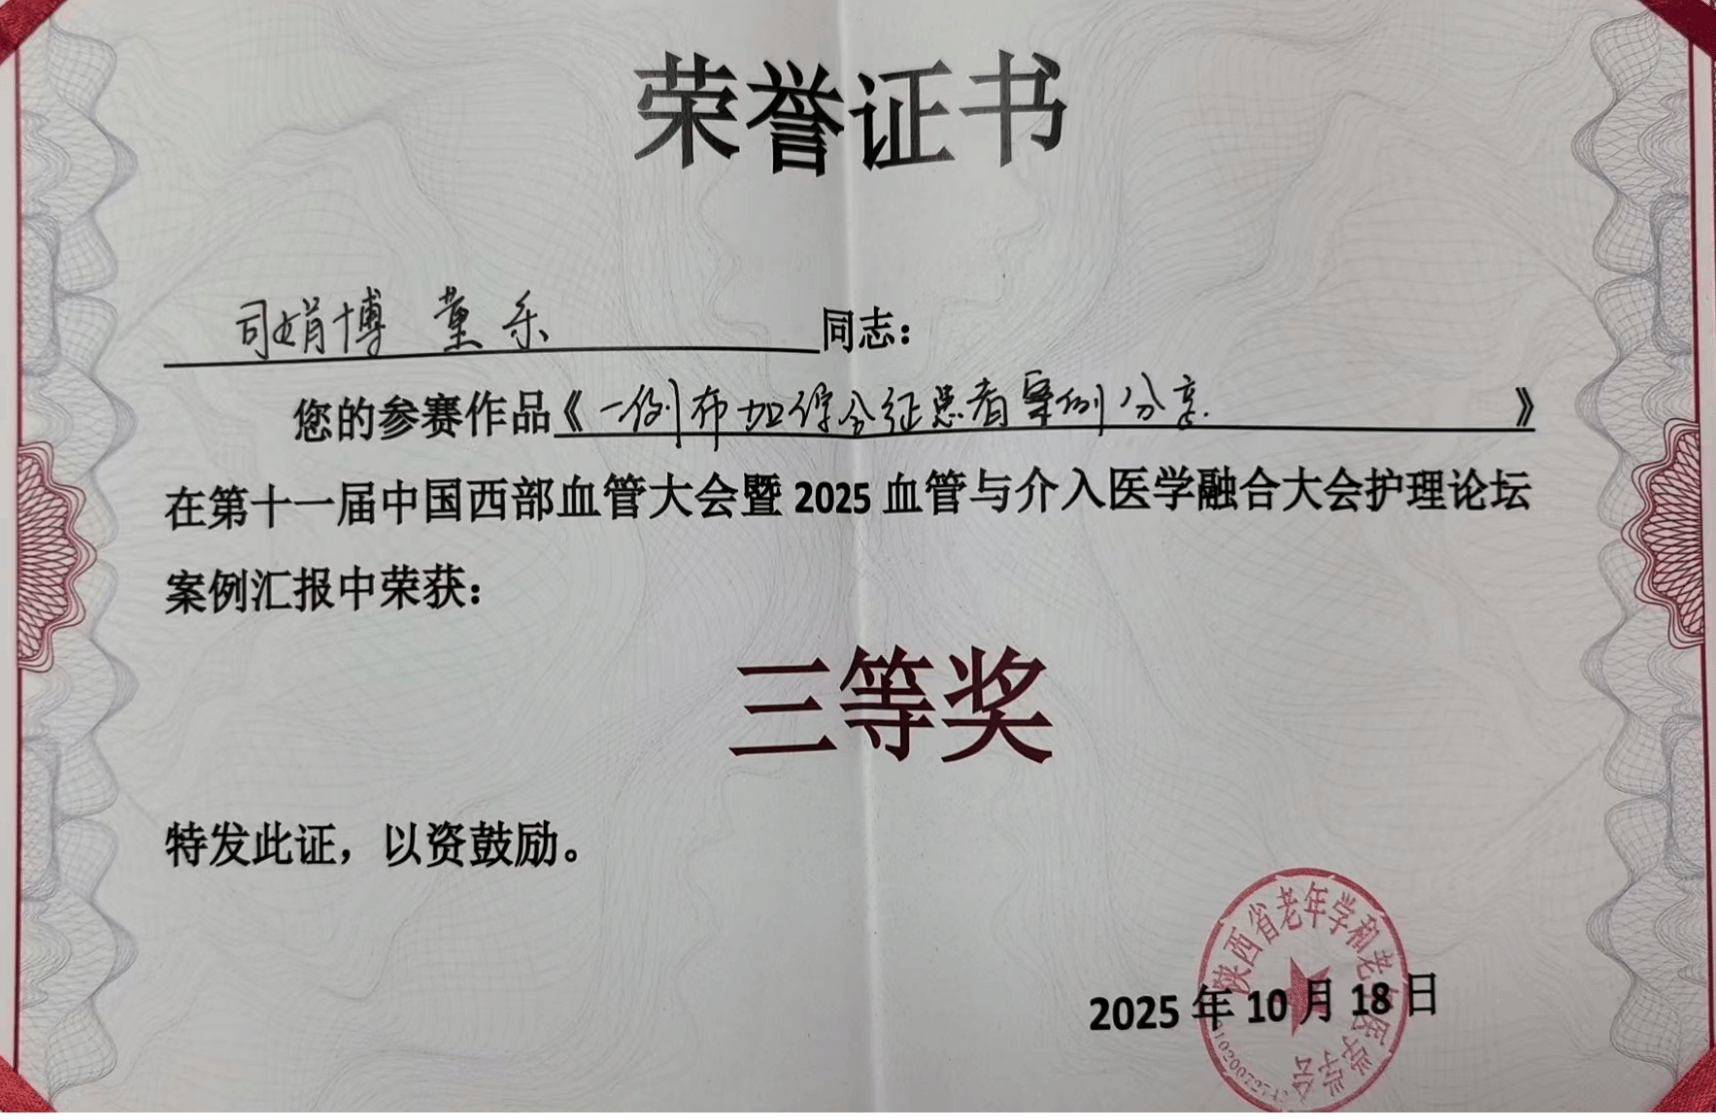 荣誉证书
司娟博 董乐 同志：
您的参赛作品《一例布加综合征患者案例分享》
在第十一届中国西部血管大会暨2025血管与介入医学融合大会护理论坛
案例汇报中荣获：
三等奖
特发此证，以资鼓励。
陕西省老年学和老年医学学会
2025年10月18日